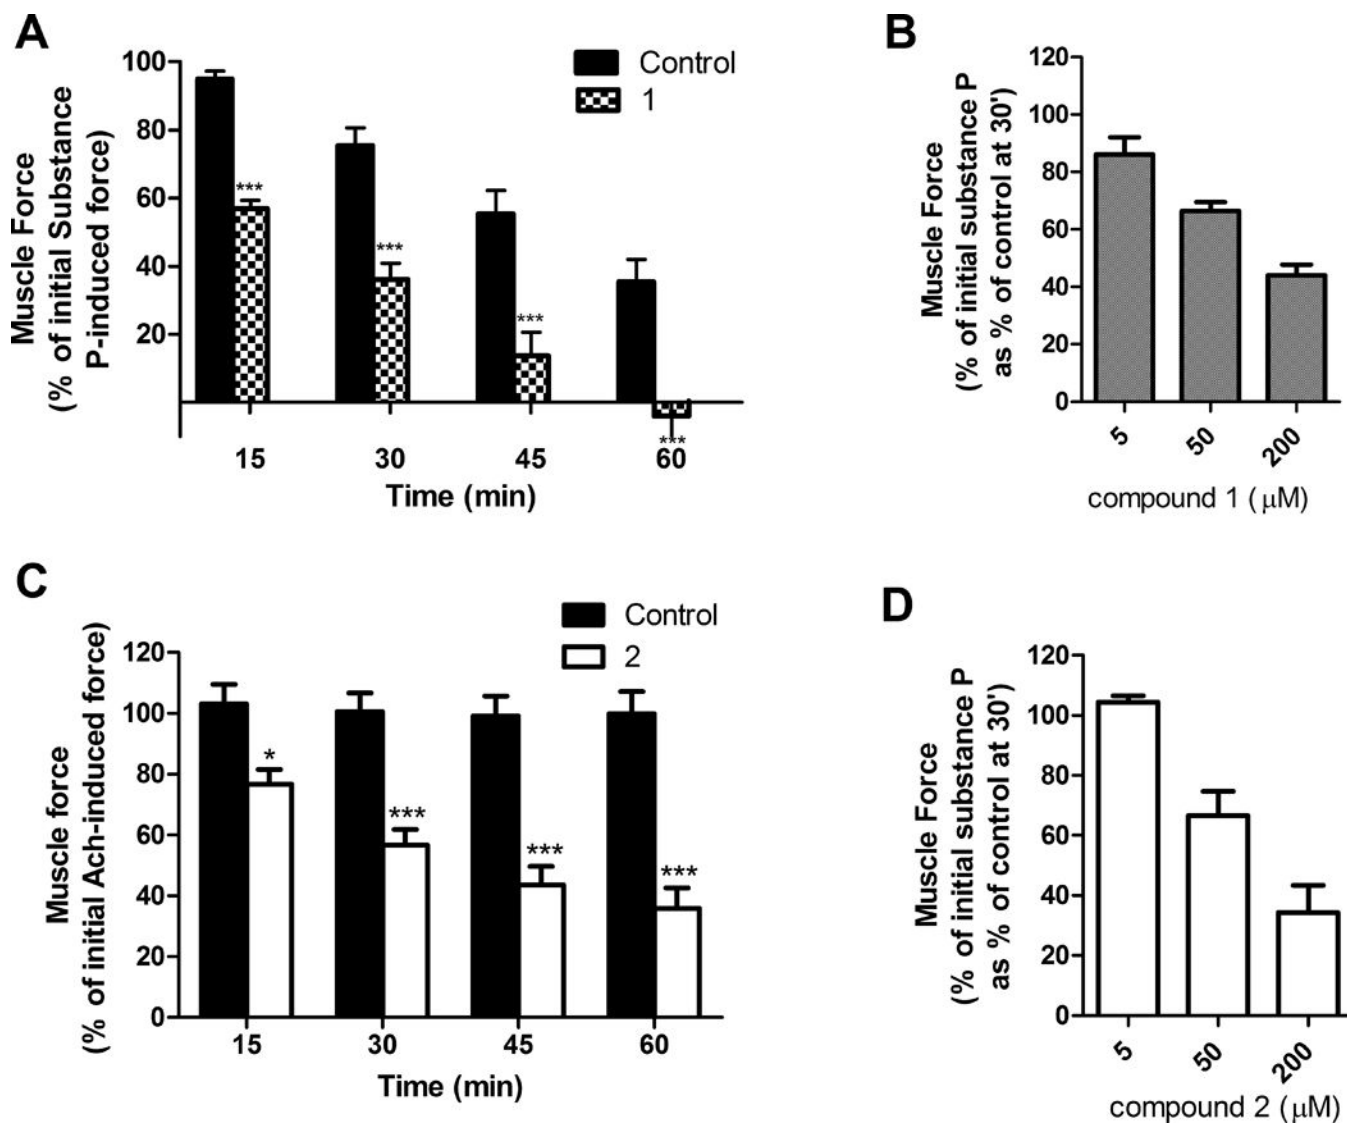 A
Muscle Force
(% of initial Substance
P-induced force)
100
80
60
40
20
Control
1
***
***
***
***
15 30 45 60
Time (min)
B
Muscle Force
(% of initial substance P
as % of control at 30')
120
100
80
60
40
20
0
5 50 200
compound 1 ( μM)
C
Muscle force
(% of initial Ach-induced force)
120
100
80
60
40
20
0
Control
2
*
***
***
***
15 30 45 60
Time (min)
D
Muscle Force
(% of initial substance P
as % of control at 30')
120
100
80
60
40
20
0
5 50 200
compound 2 (μM)